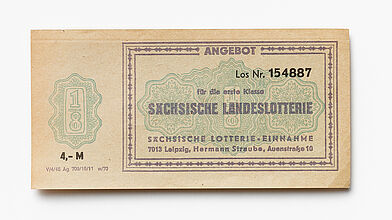 ANGEBOT
Los Nr. 154887
für die erste Klasse
SÄCHSISCHE LANDESLOTTERIE
SÄCHSISCHE LOTTERIE-EINNAHME
7013 Leipzig, Hermann Straube, Auenstraße 10
1/8
4,– M